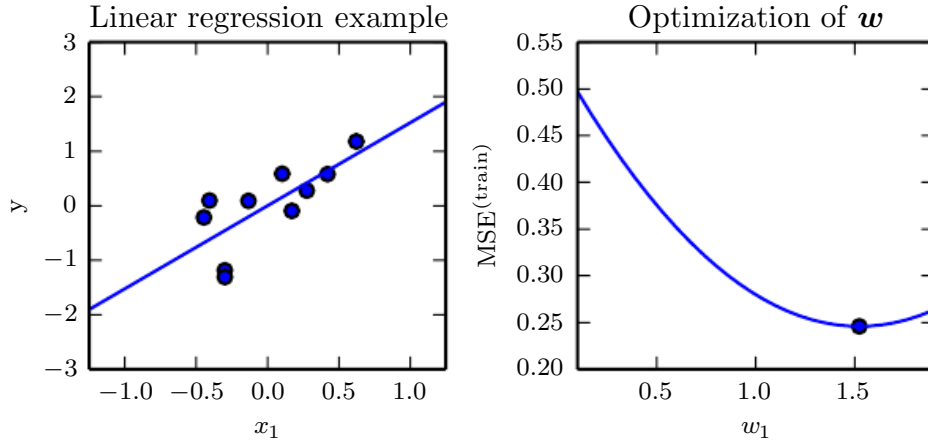 Linear regression example
3
2
1
0
−1
−2
−3
y
−1.0 −0.5 0.0 0.5 1.0
x₁
Optimization of w
0.55
0.50
0.45
0.40
0.35
0.30
0.25
0.20
MSE⁽ᵗʳᵃⁱⁿ⁾
0.5 1.0 1.5
w₁